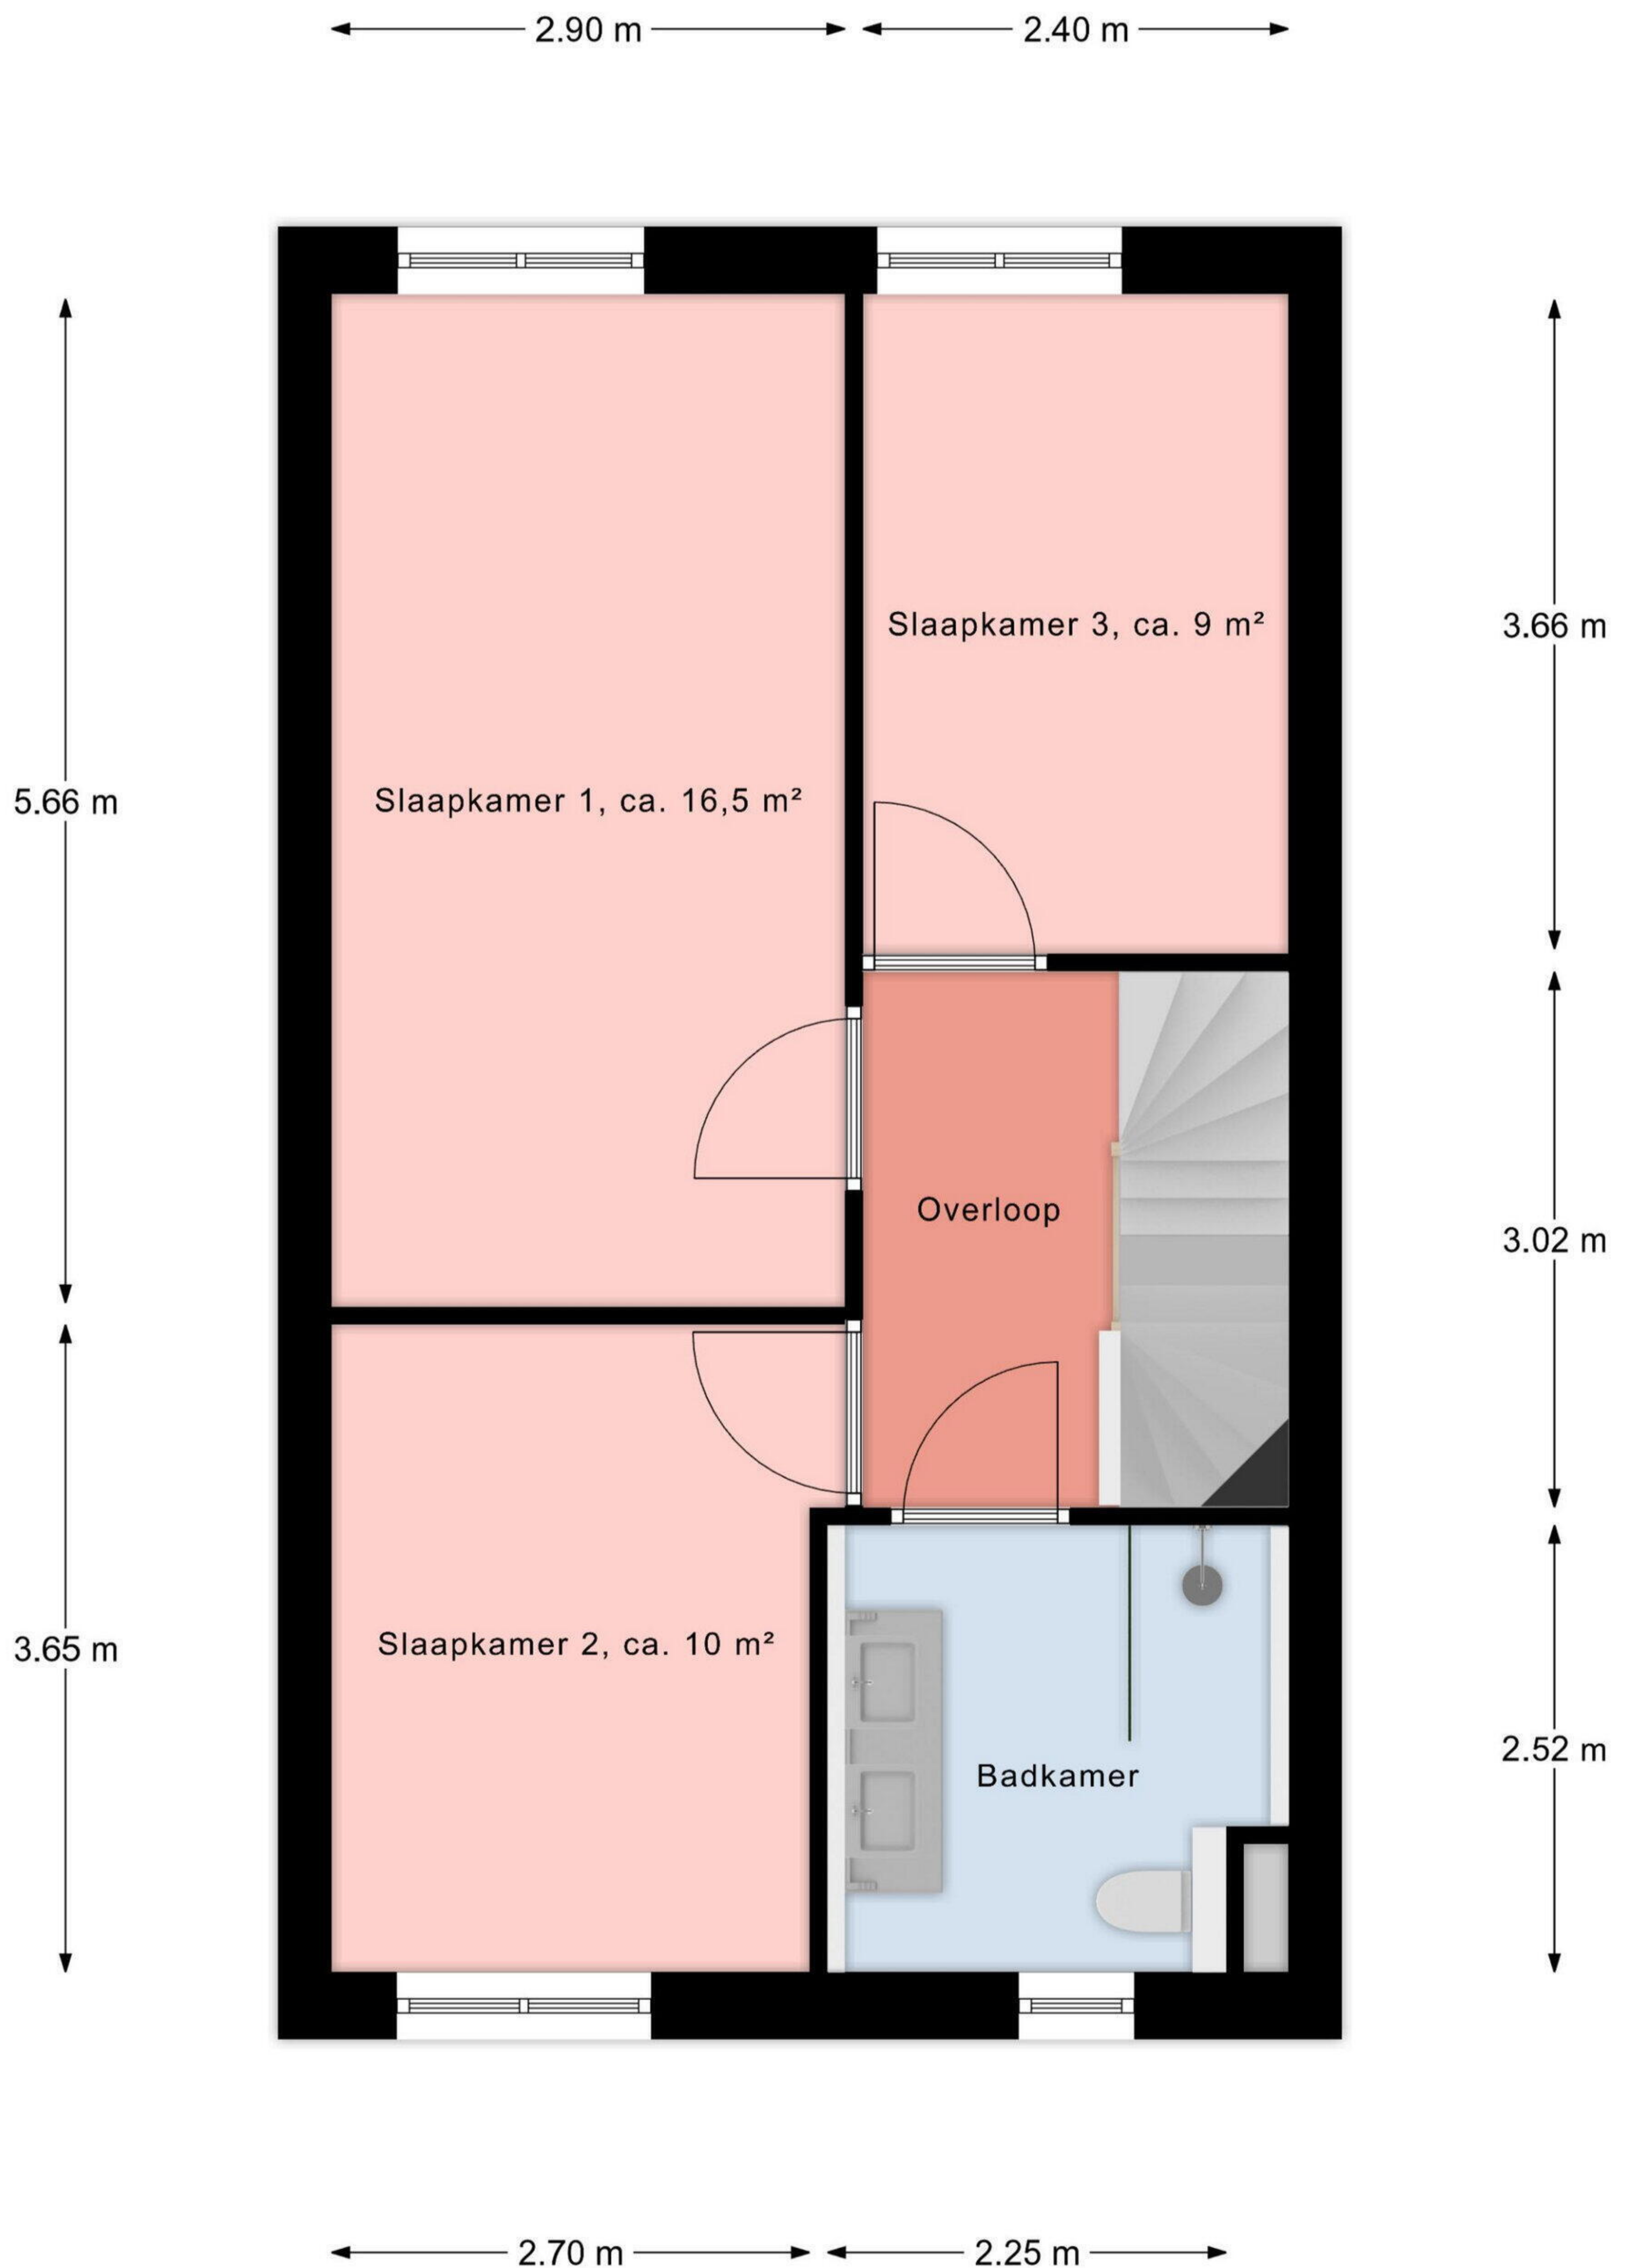 2.90 m
2.40 m
Slaapkamer 3, ca. 9 m²
3.66 m
5.66 m
Slaapkamer 1, ca. 16,5 m²
Overloop
3.02 m
Slaapkamer 2, ca. 10 m²
3.65 m
Badkamer
2.52 m
2.70 m
2.25 m